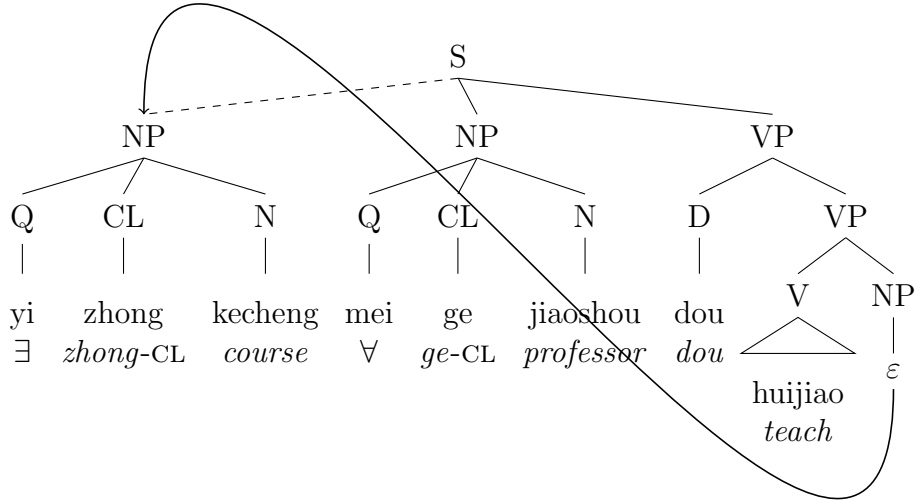 S
NP NP VP
Q CL N Q CL N D VP
V NP
yi zhong kecheng mei ge jiaoshou dou
∃ zhong-CL course ∀ ge-CL professor dou
ε
huijiao
teach